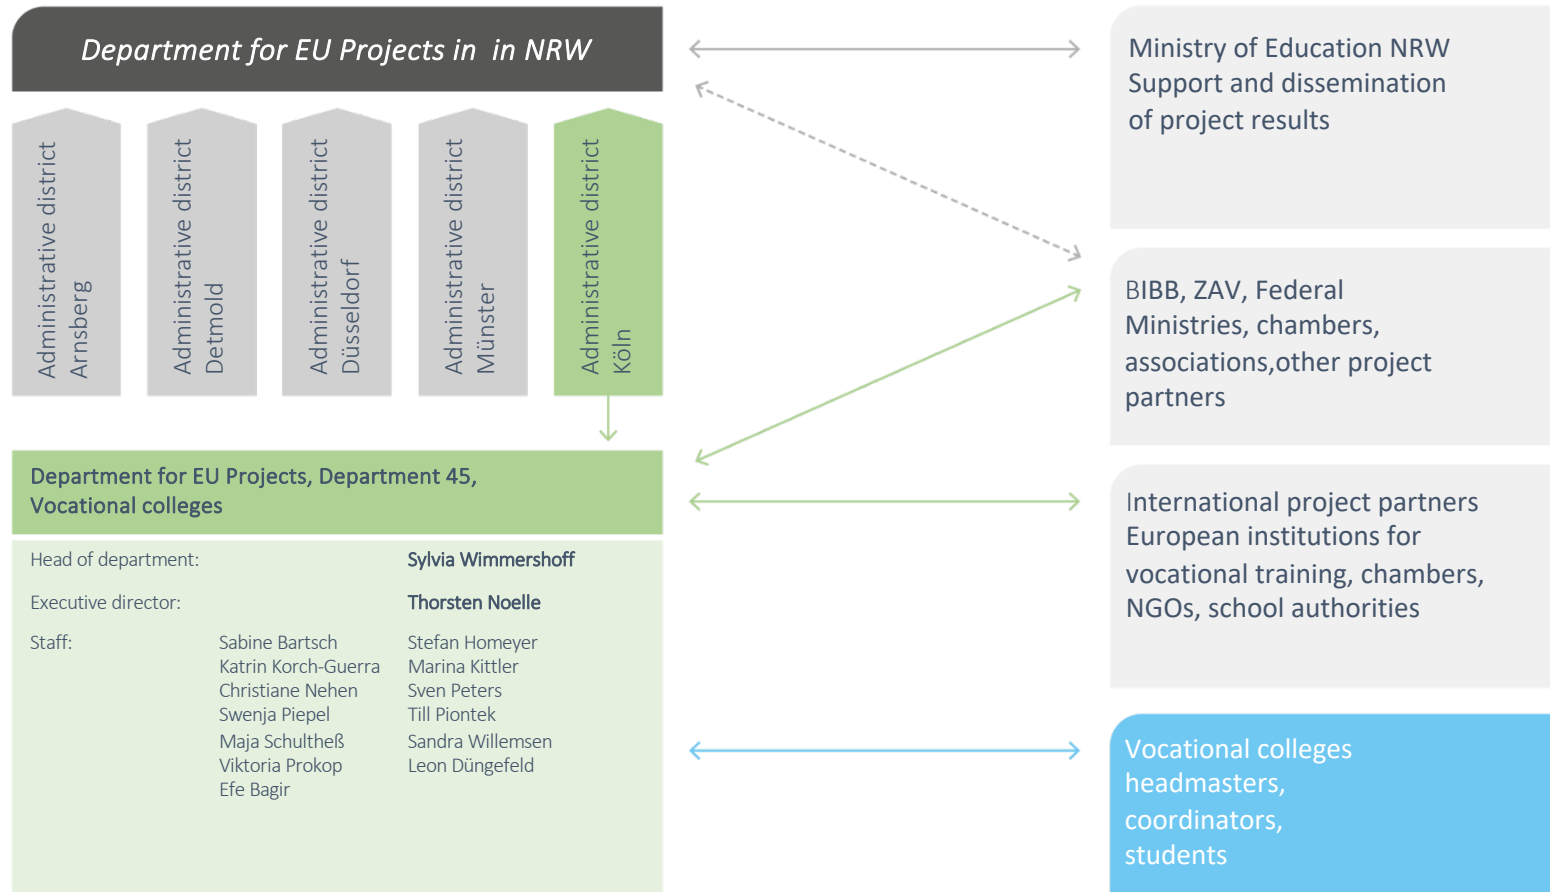 Department for EU Projects in  in NRW
Administrative district
Arnsberg
Administrative district
Detmold
Administrative district
Düsseldorf
Administrative district
Münster
Administrative district
Köln
Department for EU Projects, Department 45,
Vocational colleges
Head of department: Sylvia Wimmershoff
Executive director: Thorsten Noelle
Staff: Sabine Bartsch Stefan Homeyer
Katrin Korch-Guerra Marina Kittler
Christiane Nehen Sven Peters
Swenja Piepel Till Piontek
Maja Schultheß Sandra Willemsen
Viktoria Prokop Leon Düngefeld
Efe Bagir
Ministry of Education NRW
Support and dissemination
of project results
BIBB, ZAV, Federal
Ministries, chambers,
associations,other project
partners
International project partners
European institutions for
vocational training, chambers,
NGOs, school authorities
Vocational colleges
headmasters,
coordinators,
students